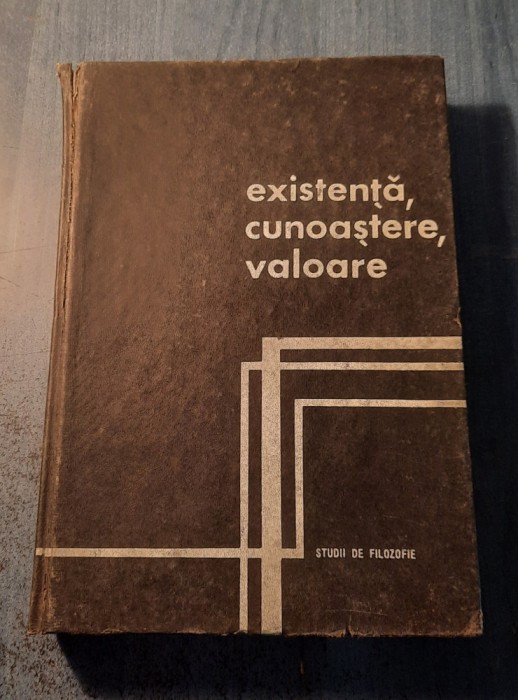 existență,
cunoaștere,
valoare
STUDII DE FILOZOFIE